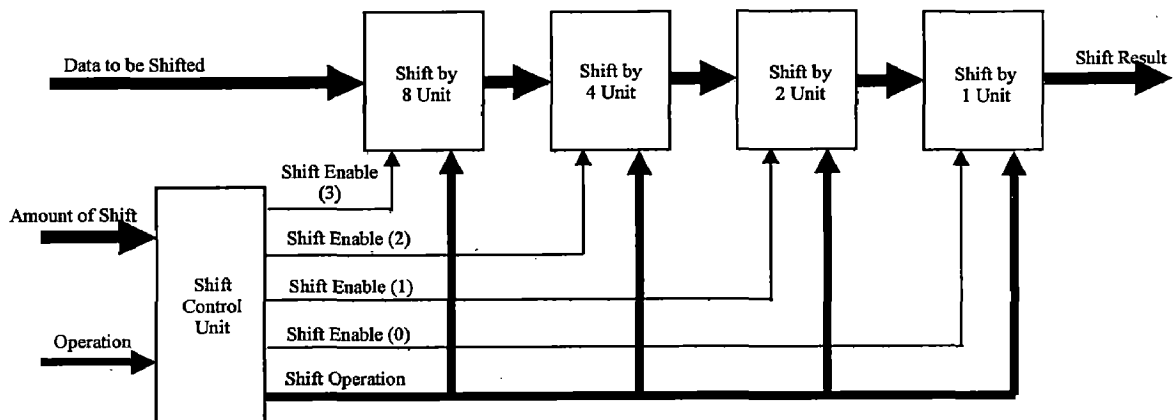 Data to be Shifted
Shift by
8 Unit
Shift by
4 Unit
Shift by
2 Unit
Shift by
1 Unit
Shift Result
Shift Enable
(3)
Amount of Shift
Shift Enable (2)
Shift
Control
Unit
Shift Enable (1)
Operation
Shift Enable (0)
Shift Operation